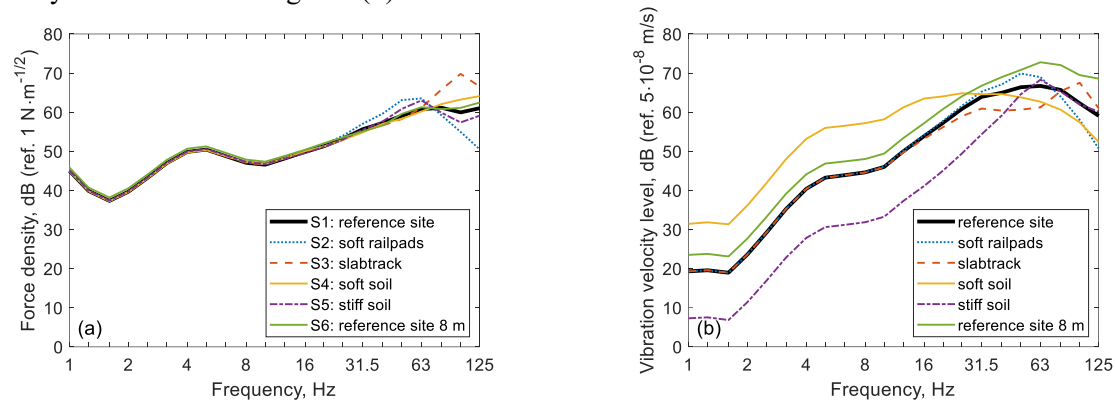 Force density, dB (ref. 1 N·m-1/2)
80
70
60
50
40
30
20
10
0
S1: reference site
S2: soft railpads
S3: slabtrack
S4: soft soil
S5: stiff soil
S6: reference site 8 m
(a)
1 2 4 8 16 31.5 63 125
Frequency, Hz
Vibration velocity level, dB (ref. 5·10-8 m/s)
80
70
60
50
40
30
20
10
0
reference site
soft railpads
slabtrack
soft soil
stiff soil
reference site 8 m
(b)
1 2 4 8 16 31.5 63 125
Frequency, Hz